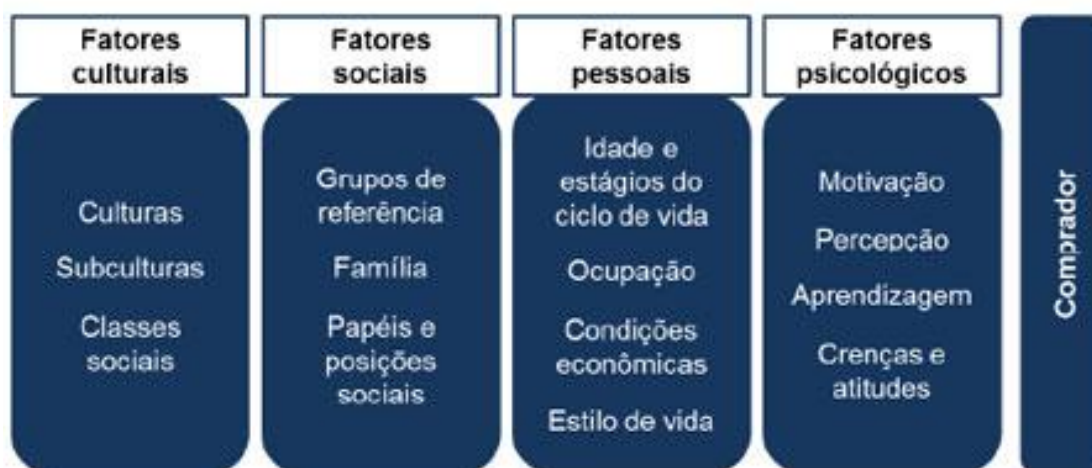 Fatores
culturais
Culturas
Subculturas
Classes
sociais
Fatores
sociais
Grupos de
referência
Família
Papéis e
posições
sociais
Fatores
pessoais
Idade e
estágios do
ciclo de vida
Ocupação
Condições
econômicas
Estilo de vida
Fatores
psicológicos
Motivação
Percepção
Aprendizagem
Crenças e
atitudes
Comprador